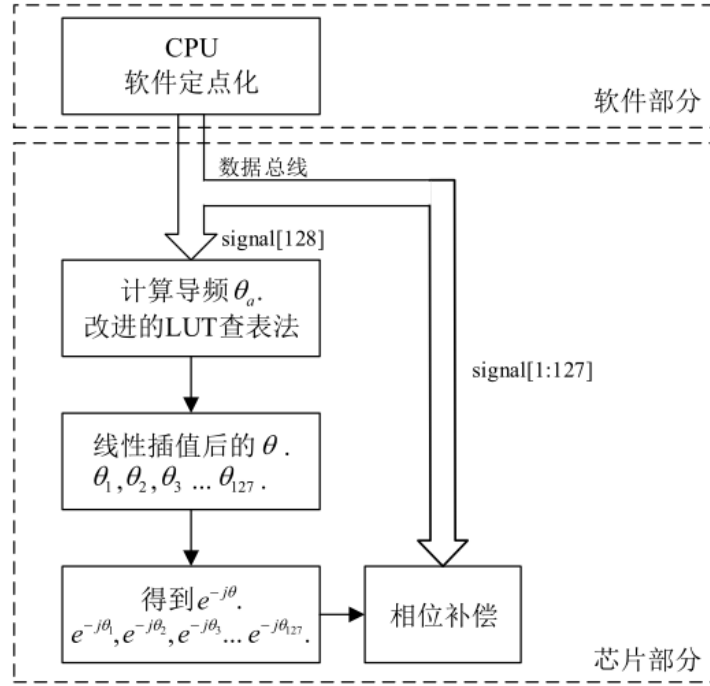 CPU
软件定点化
软件部分
数据总线
signal[128]
计算导频θₐ.
改进的LUT查表法
signal[1:127]
线性插值后的 θ .
θ₁,θ₂,θ₃ ... θ₁₂₇ .
得到e^{-jθ}.
e^{-jθ₁},e^{-jθ₂},e^{-jθ₃}... e^{-jθ₁₂₇}.
相位补偿
芯片部分